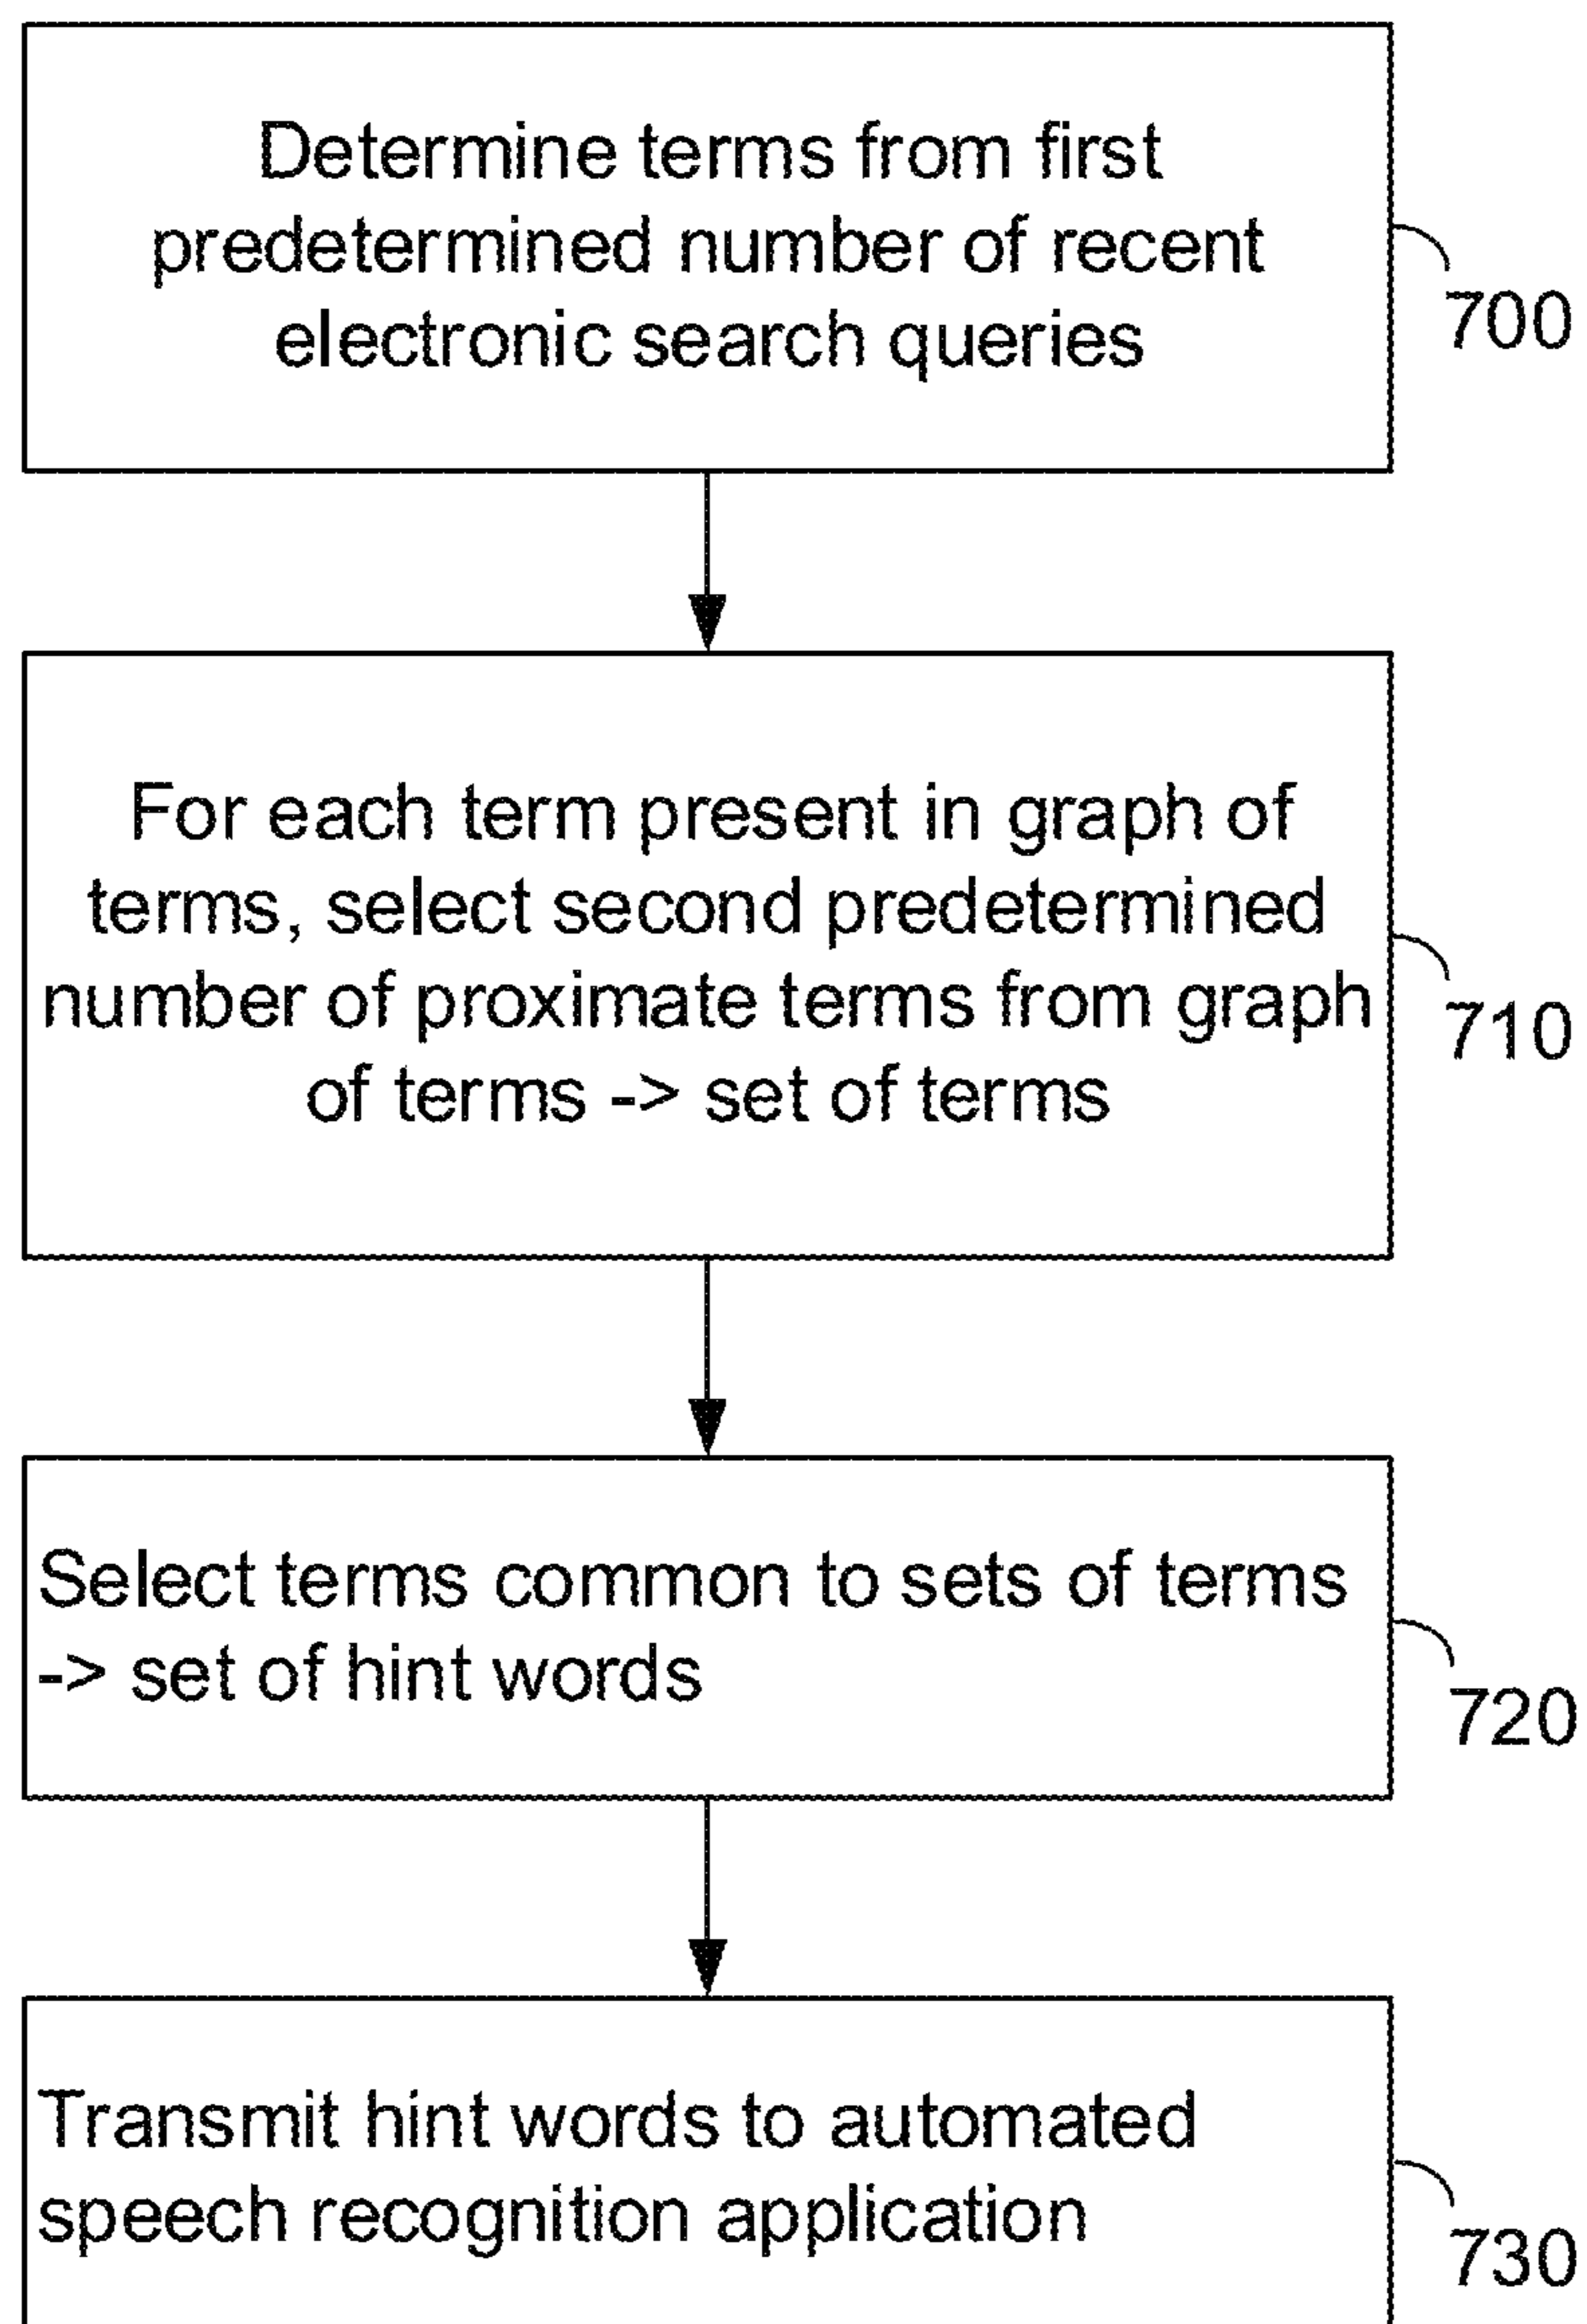 Determine terms from first
predetermined number of recent
electronic search queries
700
For each term present in graph of
terms, select second predetermined
number of proximate terms from graph
of terms -> set of terms
710
Select terms common to sets of terms
-> set of hint words
720
Transmit hint words to automated
speech recognition application
730